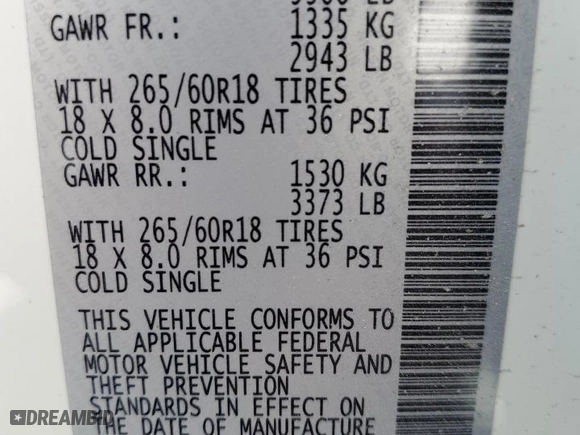 GAWR FR.: 1335 KG
2943 LB
WITH 265/60R18 TIRES
18 X 8.0 RIMS AT 36 PSI
COLD SINGLE
GAWR RR.: 1530 KG
3373 LB
WITH 265/60R18 TIRES
18 X 8.0 RIMS AT 36 PSI
COLD SINGLE
THIS VEHICLE CONFORMS TO
ALL APPLICABLE FEDERAL
MOTOR VEHICLE SAFETY AND
THEFT PREVENTION
STANDARDS IN EFFECT ON
THE DATE OF MANUFACTURE
DREAMBID